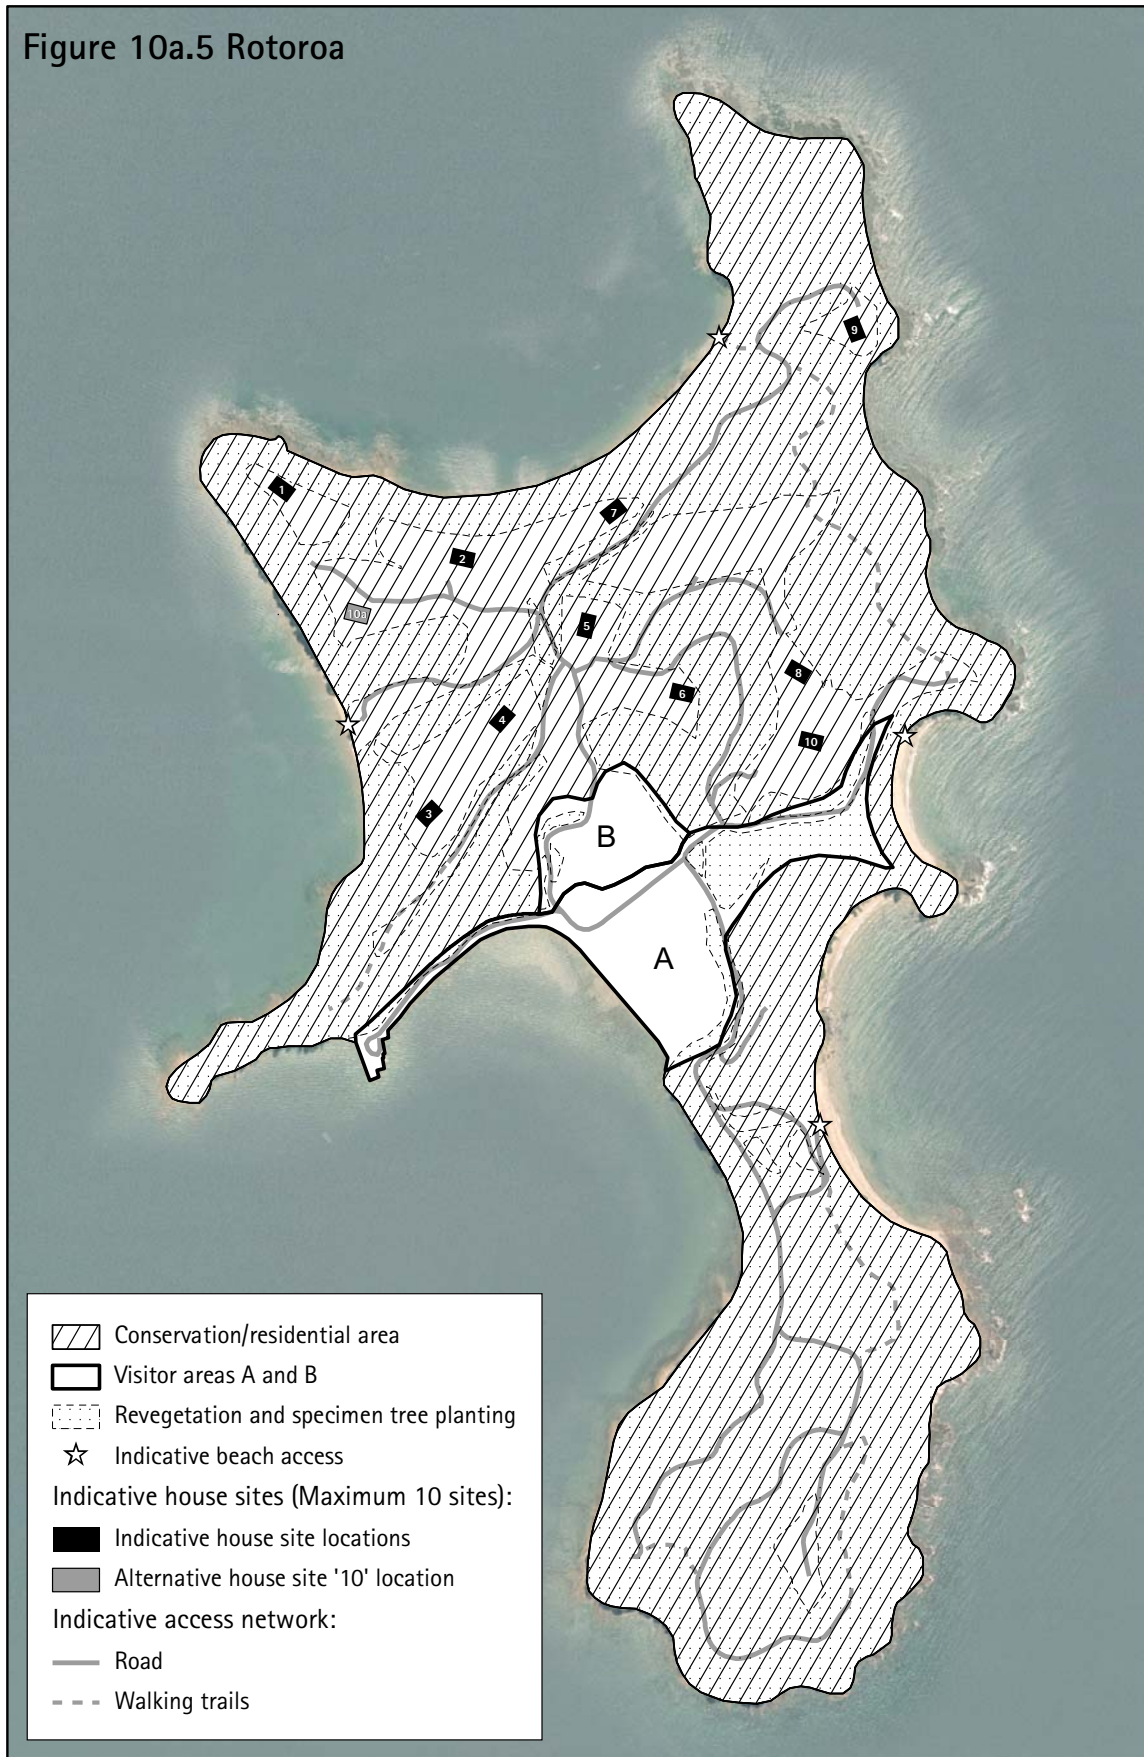 Figure 10a.5 Rotoroa
9
1
7
2
10a
5
8
6
4
10
3
B
A
Conservation/residential area
Visitor areas A and B
Revegetation and specimen tree planting
Indicative beach access
Indicative house sites (Maximum 10 sites):
Indicative house site locations
Alternative house site '10' location
Indicative access network:
Road
Walking trails